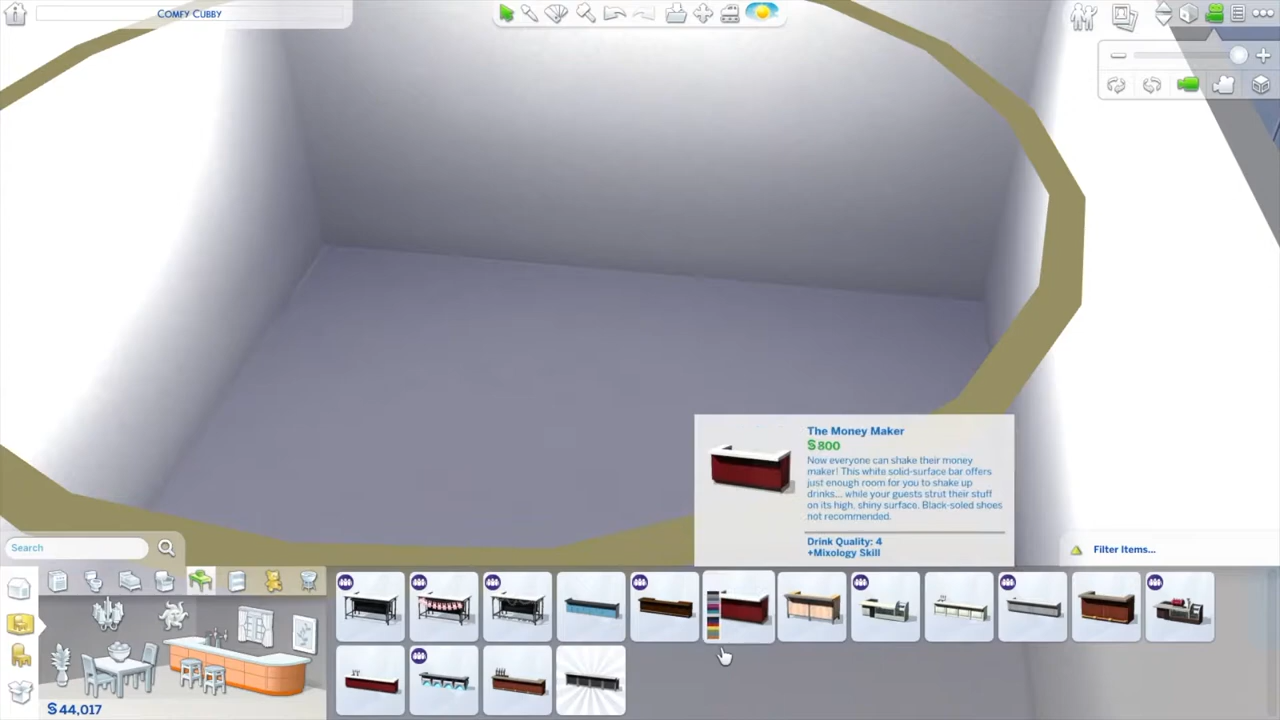 COMFY CUBBY
The Money Maker
$800
Now everyone can shake their money
maker! This white solid-surface bar offers
just enough room for you to shake up
drinks... while your guests strut their stuff
on its high, shiny surface. Black-soled shoes
not recommended.
Drink Quality: 4
+Mixology Skill
Search
Filter Items...
$44,017